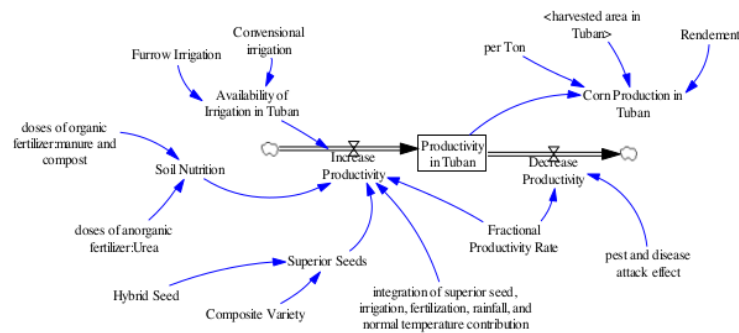 <harvested area in
Tuban>
Rendement
per Ton
Convensional
irrigation
Furrow Irrigation
Availability of
Irrigation in Tuban
Corn Production in
Tuban
doses of organic
fertilizer:manure and
compost
Soil Nutrition
Increase
Productivity
Productivity
in Tuban
Decrease
Productivity
doses of anorganic
fertilizer:Urea
Fractional
Productivity Rate
pest and disease
attack effect
Superior Seeds
Hybrid Seed
Composite Variety
integration of superior seed,
irrigation, fertilization, rainfall, and
normal temperature contribution